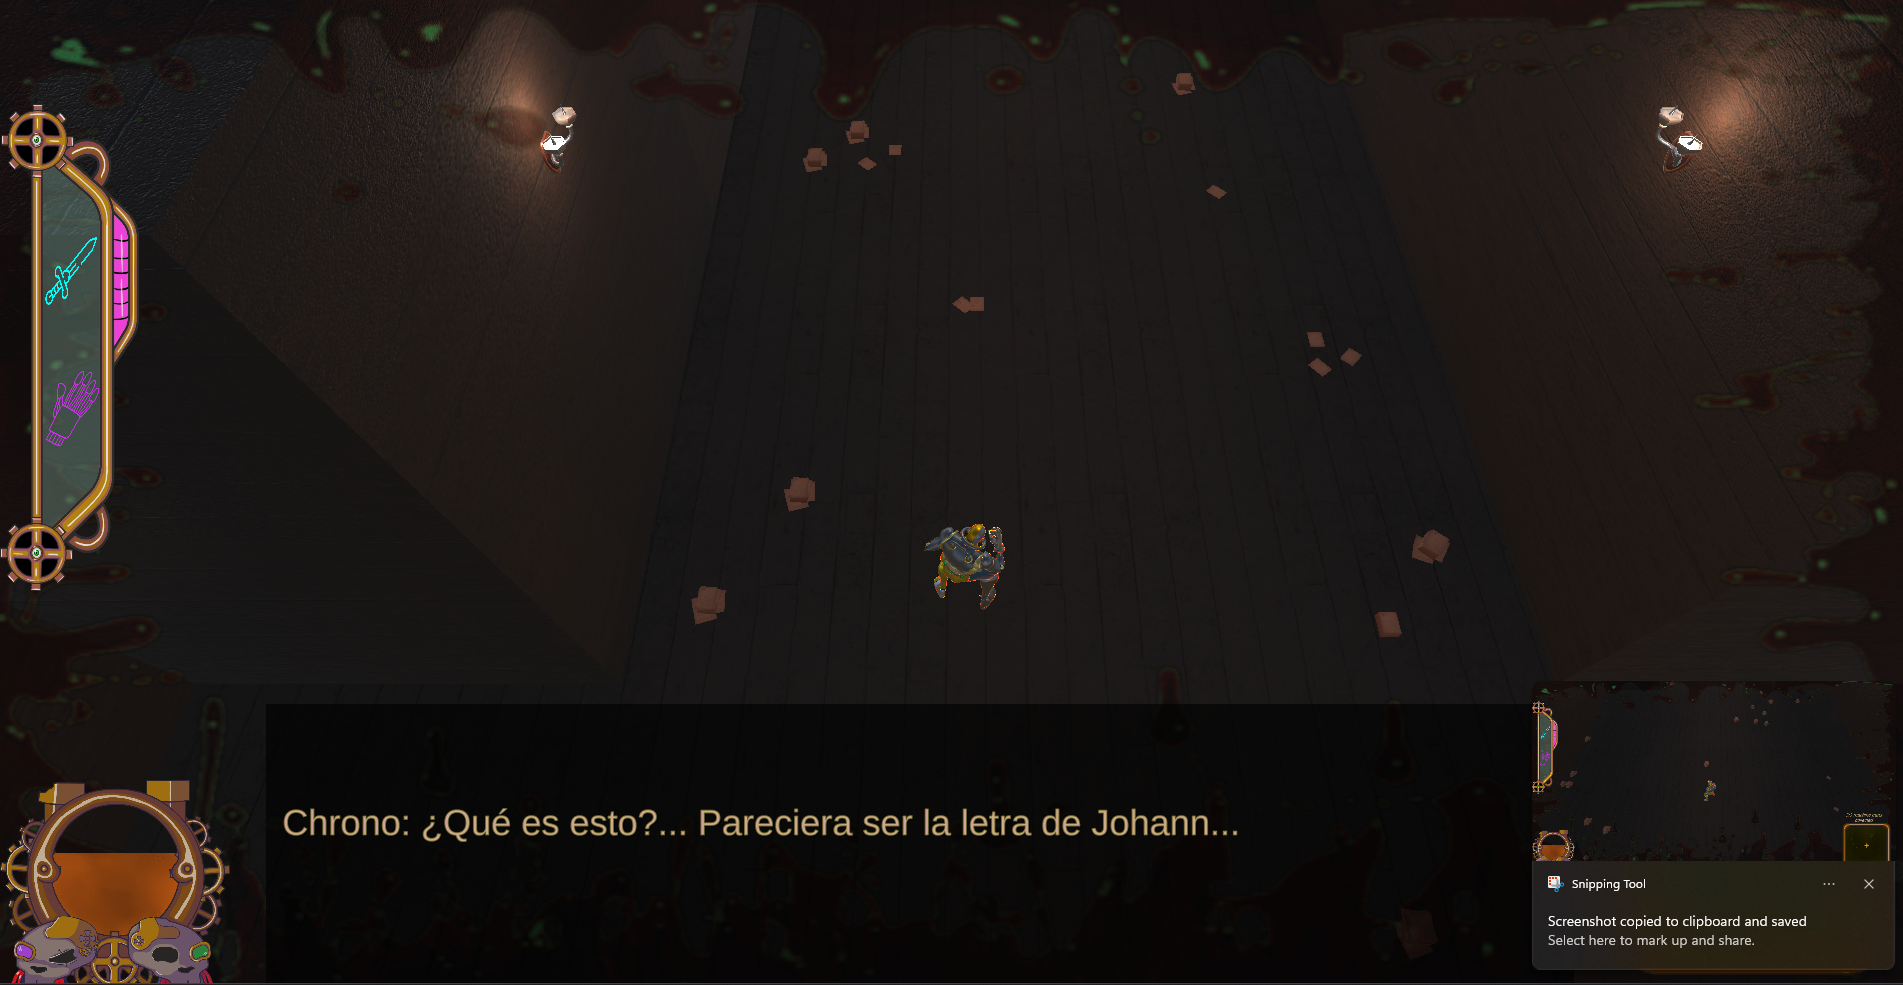 Chrono: ¿Qué es esto?... Pareciera ser la letra de Johann...
Snipping Tool
Screenshot copied to clipboard and saved
Select here to mark up and share.